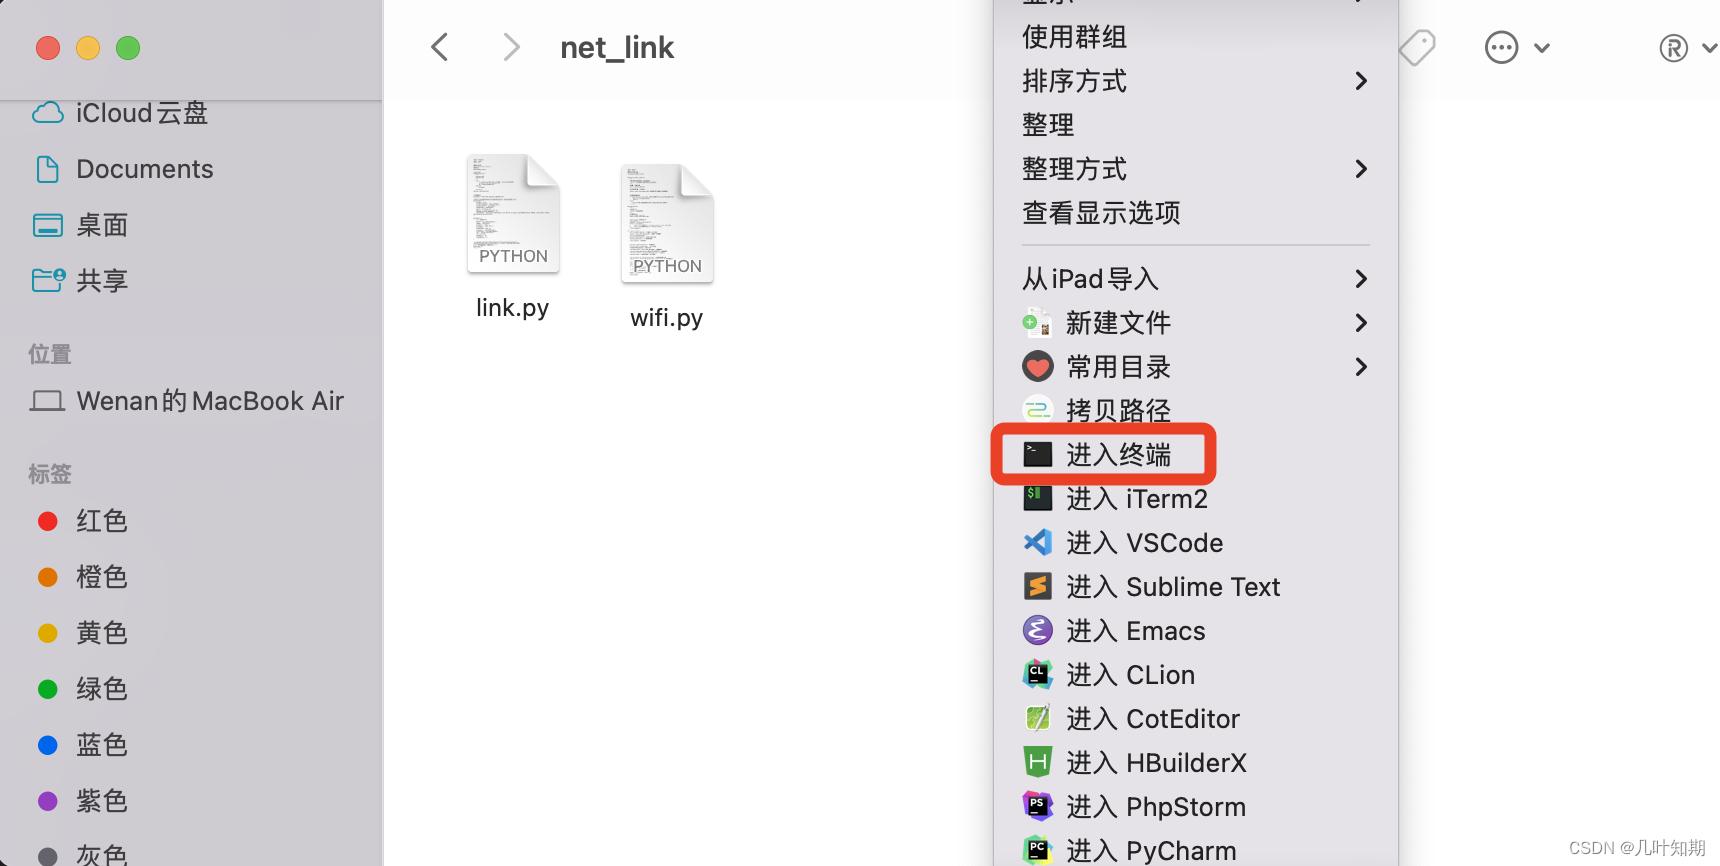 net_link
iCloud云盘
Documents
桌面
共享
位置
Wenan的MacBook Air
标签
红色
橙色
黄色
绿色
蓝色
紫色
灰色
PYTHON
link.py
PYTHON
wifi.py
显示
使用群组
排序方式
整理
整理方式
查看显示选项
从iPad导入
新建文件
常用目录
拷贝路径
进入终端
进入 iTerm2
进入 VSCode
进入 Sublime Text
进入 Emacs
进入 CLion
进入 CotEditor
进入 HBuilderX
进入 PhpStorm
进入 PyCharm
CSDN @几叶知期